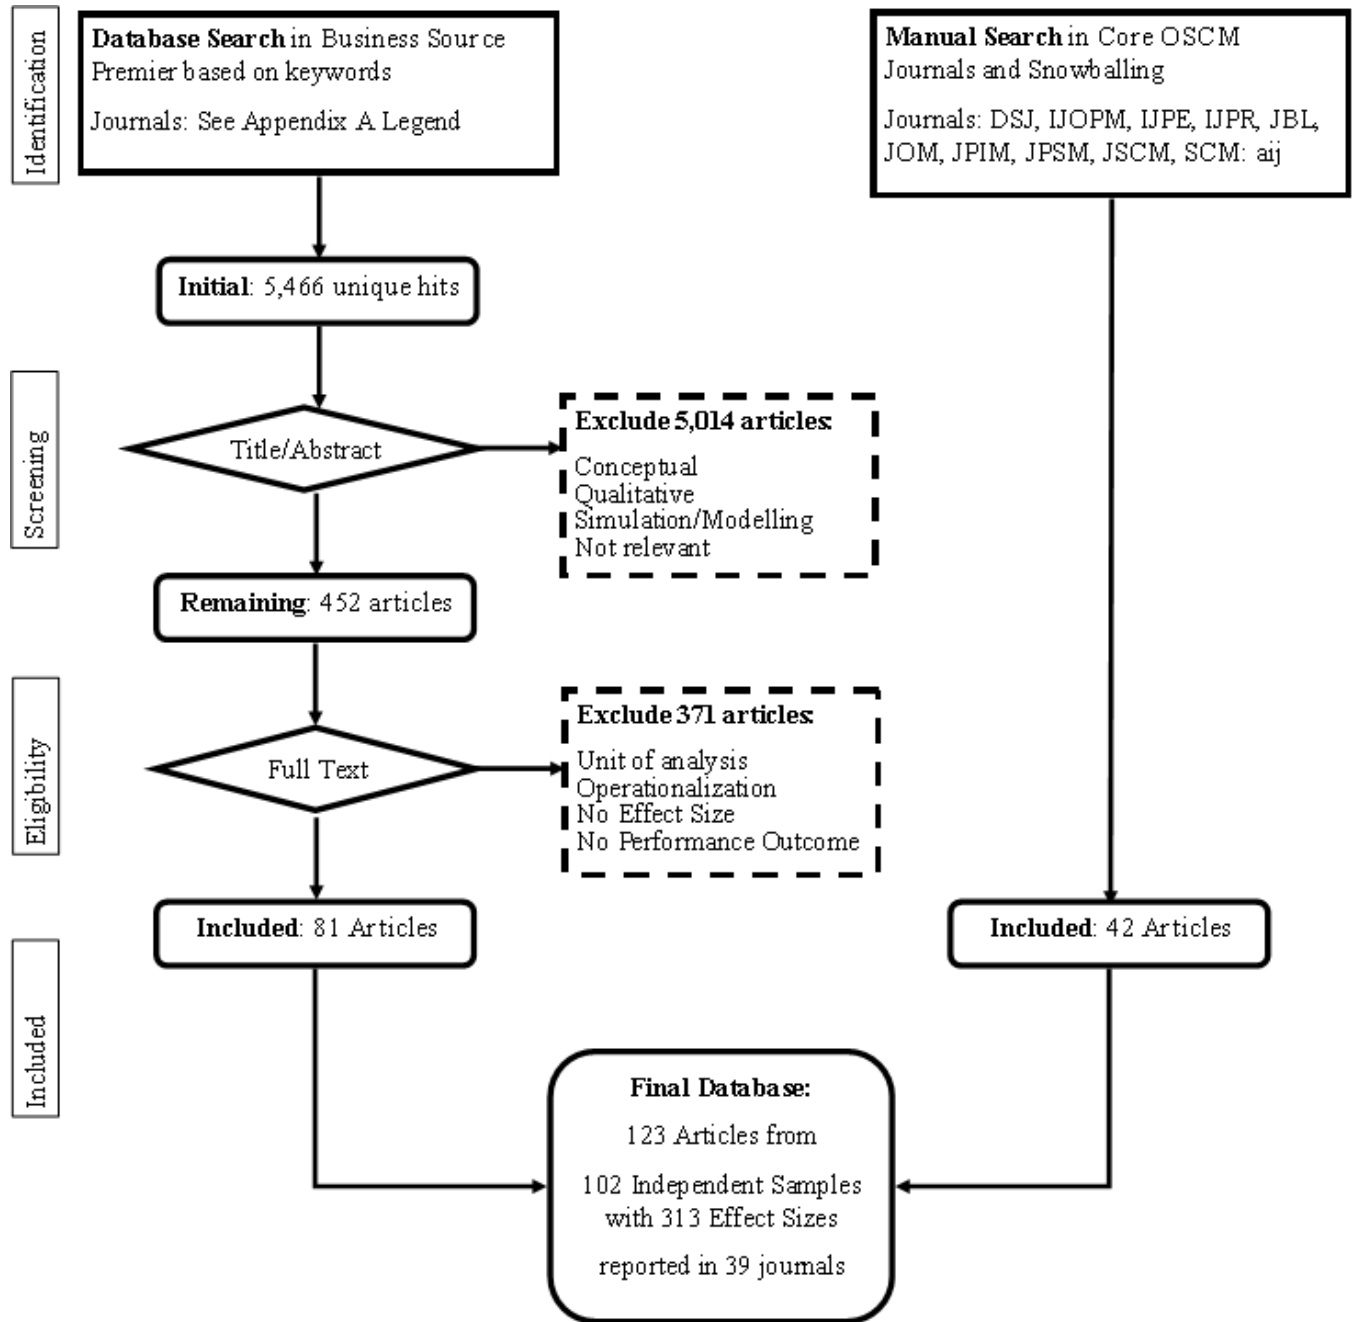 Identification
Database Search in Business Source
Premier based on keywords
Journals: See Appendix A Legend
Manual Search in Core OSCM
Journals and Snowballing
Journals: DSJ, IJOPM, IJPE, IJPR, JBL,
JOM, JPIM, JPSM, JSCM, SCM: aij
Initial: 5,466 unique hits
Screening
Title/Abstract
Exclude 5,014 articles:
Conceptual
Qualitative
Simulation/Modelling
Not relevant
Remaining: 452 articles
Eligibility
Full Text
Exclude 371 articles:
Unit of analysis
Operationalization
No Effect Size
No Performance Outcome
Included: 81 Articles
Included: 42 Articles
Included
Final Database:
123 Articles from
102 Independent Samples
with 313 Effect Sizes
reported in 39 journals